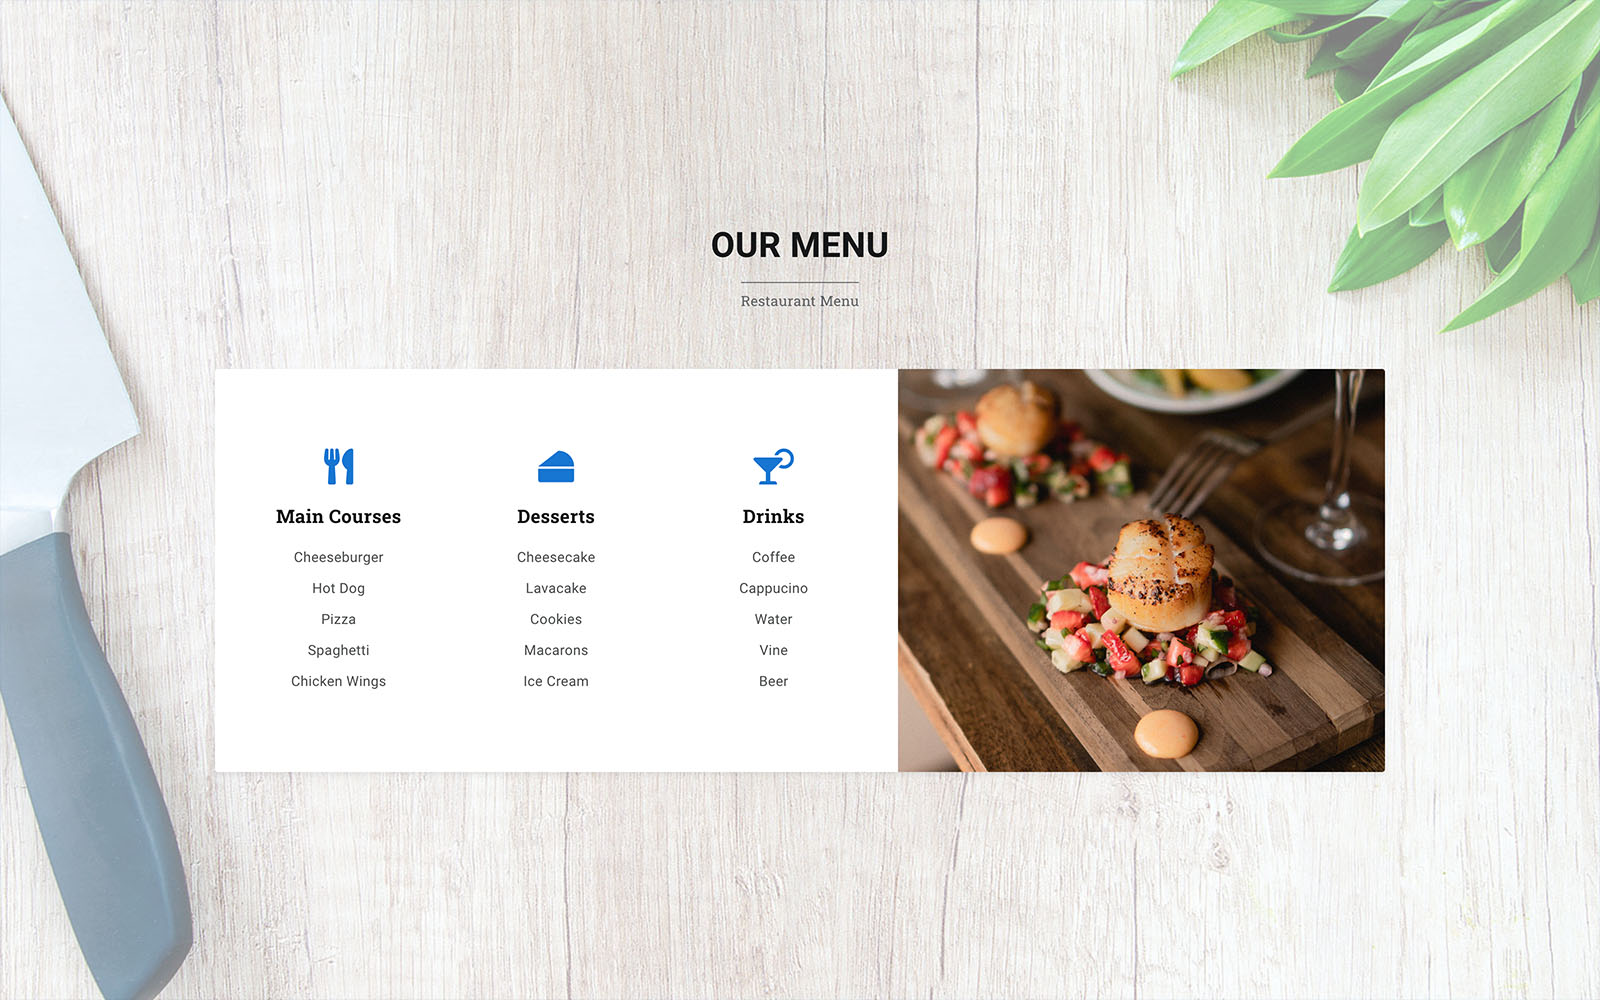 OUR MENU
Restaurant Menu
Main Courses
Cheeseburger
Hot Dog
Pizza
Spaghetti
Chicken Wings
Desserts
Cheesecake
Lavacake
Cookies
Macarons
Ice Cream
Drinks
Coffee
Cappucino
Water
Vine
Beer